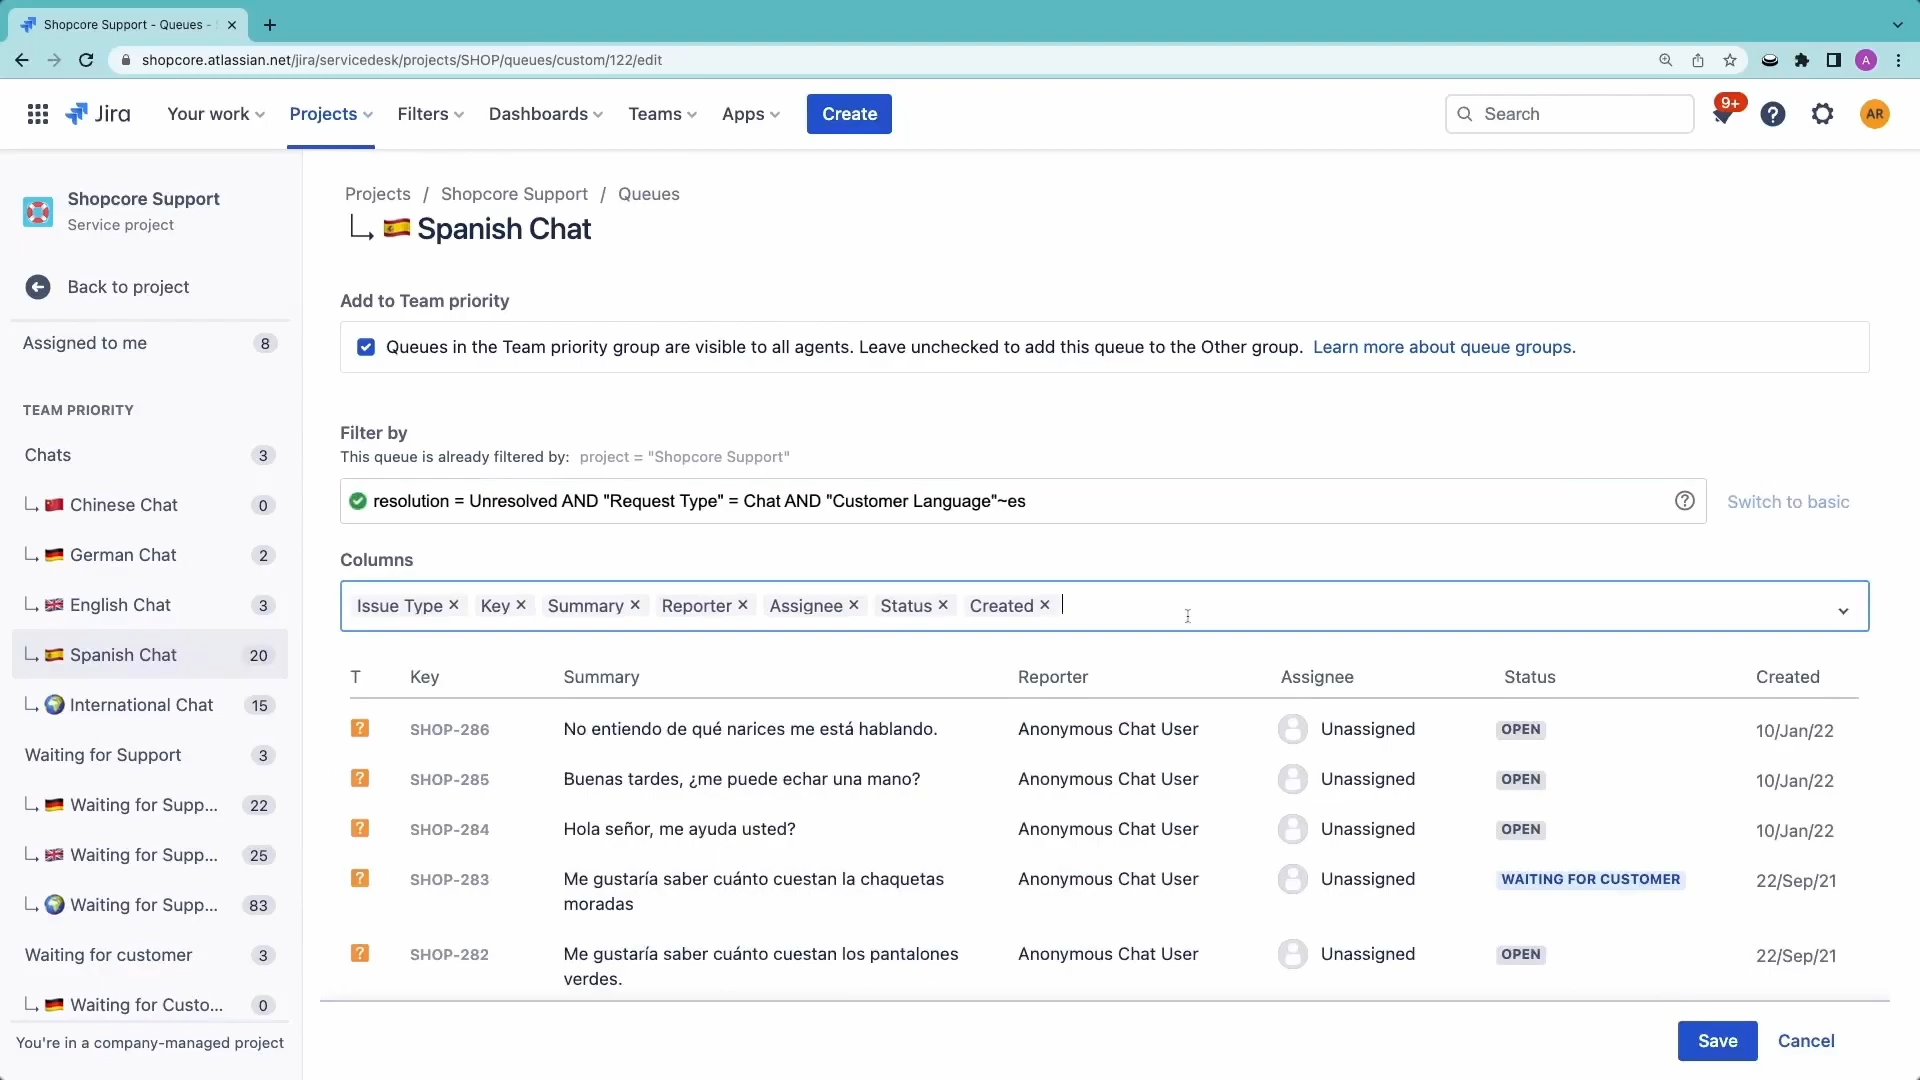 Shopcore Support - Queues -
shopcore.atlassian.net/jira/servicedesk/projects/SHOP/queues/custom/122/edit
A
Jira
Your work
Projects
Filters
Dashboards
Teams
Apps
Create
Search
9+
AR
Shopcore Support
Service project
Back to project
Assigned to me 8
TEAM PRIORITY
Chats 3
Chinese Chat 0
German Chat 2
English Chat 3
Spanish Chat 20
International Chat 15
Waiting for Support 3
Waiting for Supp... 22
Waiting for Supp... 25
Waiting for Supp... 83
Waiting for customer 3
Waiting for Custo... 0
You're in a company-managed project
Projects / Shopcore Support / Queues
Spanish Chat
Add to Team priority
Queues in the Team priority group are visible to all agents. Leave unchecked to add this queue to the Other group. Learn more about queue groups.
Filter by
This queue is already filtered by: project = "Shopcore Support"
resolution = Unresolved AND "Request Type" = Chat AND "Customer Language"~es
Switch to basic
Columns
Issue Type Key Summary Reporter Assignee Status Created
T Key Summary Reporter Assignee Status Created
SHOP-286 No entiendo de qué narices me está hablando. Anonymous Chat User Unassigned OPEN 10/Jan/22
SHOP-285 Buenas tardes, ¿me puede echar una mano? Anonymous Chat User Unassigned OPEN 10/Jan/22
SHOP-284 Hola señor, me ayuda usted? Anonymous Chat User Unassigned OPEN 10/Jan/22
SHOP-283 Me gustaría saber cuánto cuestan la chaquetas Anonymous Chat User Unassigned WAITING FOR CUSTOMER 22/Sep/21
moradas
SHOP-282 Me gustaría saber cuánto cuestan los pantalones Anonymous Chat User Unassigned OPEN 22/Sep/21
verdes.
Save Cancel